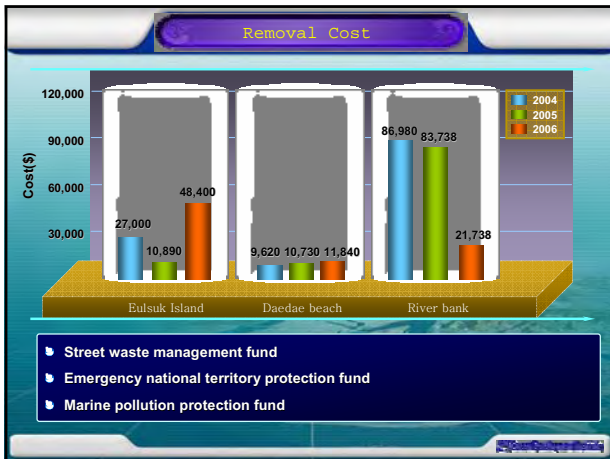 Removal Cost
120,000
90,000
60,000
30,000
Cost($)
2004
2005
2006
27,000
10,890
48,400
9,620
10,730
11,840
86,980
83,738
21,738
Eulsuk Island
Daedae beach
River bank
Street waste management fund
Emergency national territory protection fund
Marine pollution protection fund